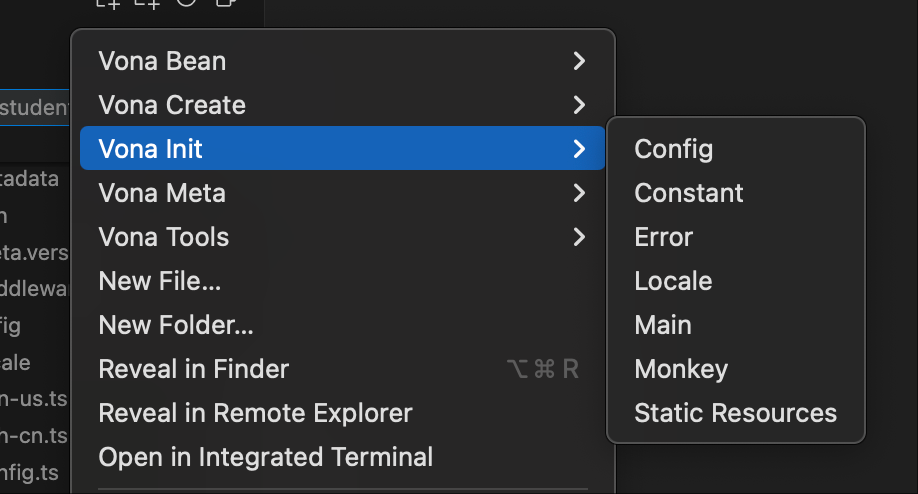 Vona Bean
Vona Create
studen
Vona Init
Config
tadata
Vona Meta
Constant
n
Vona Tools
Error
eta.vers
New File...
Locale
ddlewa
New Folder...
Main
fig
Reveal in Finder ⌥⌘R
Monkey
cale
Reveal in Remote Explorer
Static Resources
n-us.ts
n-cn.ts
Open in Integrated Terminal
nfig.ts